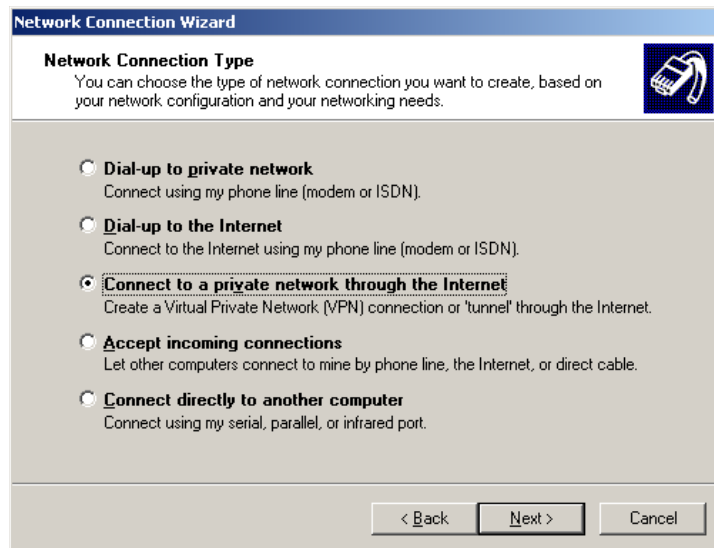 Network Connection Wizard
Network Connection Type
You can choose the type of network connection you want to create, based on
your network configuration and your networking needs.
Dial-up to private network
Connect using my phone line (modem or ISDN).
Dial-up to the Internet
Connect to the Internet using my phone line (modem or ISDN).
Connect to a private network through the Internet
Create a Virtual Private Network (VPN) connection or 'tunnel' through the Internet.
Accept incoming connections
Let other computers connect to mine by phone line, the Internet, or direct cable.
Connect directly to another computer
Connect using my serial, parallel, or infrared port.
< Back Next > Cancel